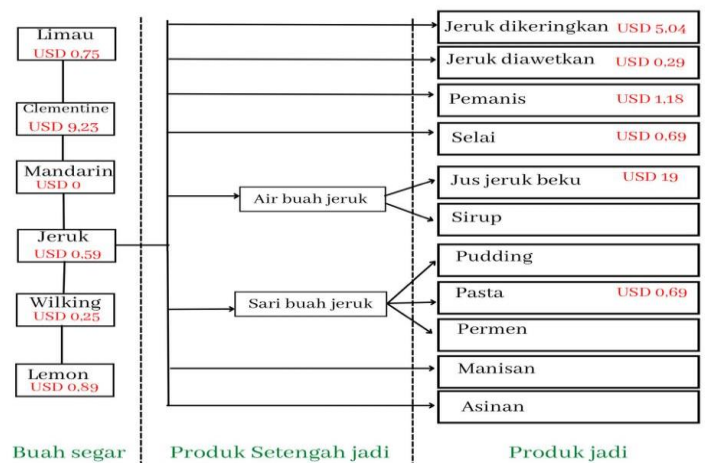 Limau
USD 0,75
Clementine
USD 9,23
Mandarin
USD 0
Jeruk
USD 0,59
Wilking
USD 0,25
Lemon
USD 0,89
Buah segar
Air buah jeruk
Sari buah jeruk
Produk Setengah jadi
Jeruk dikeringkan USD 5,04
Jeruk diawetkan USD 0,29
Pemanis USD 1,18
Selai USD 0,69
Jus jeruk beku USD 19
Sirup
Pudding
Pasta USD 0,69
Permen
Manisan
Asinan
Produk jadi